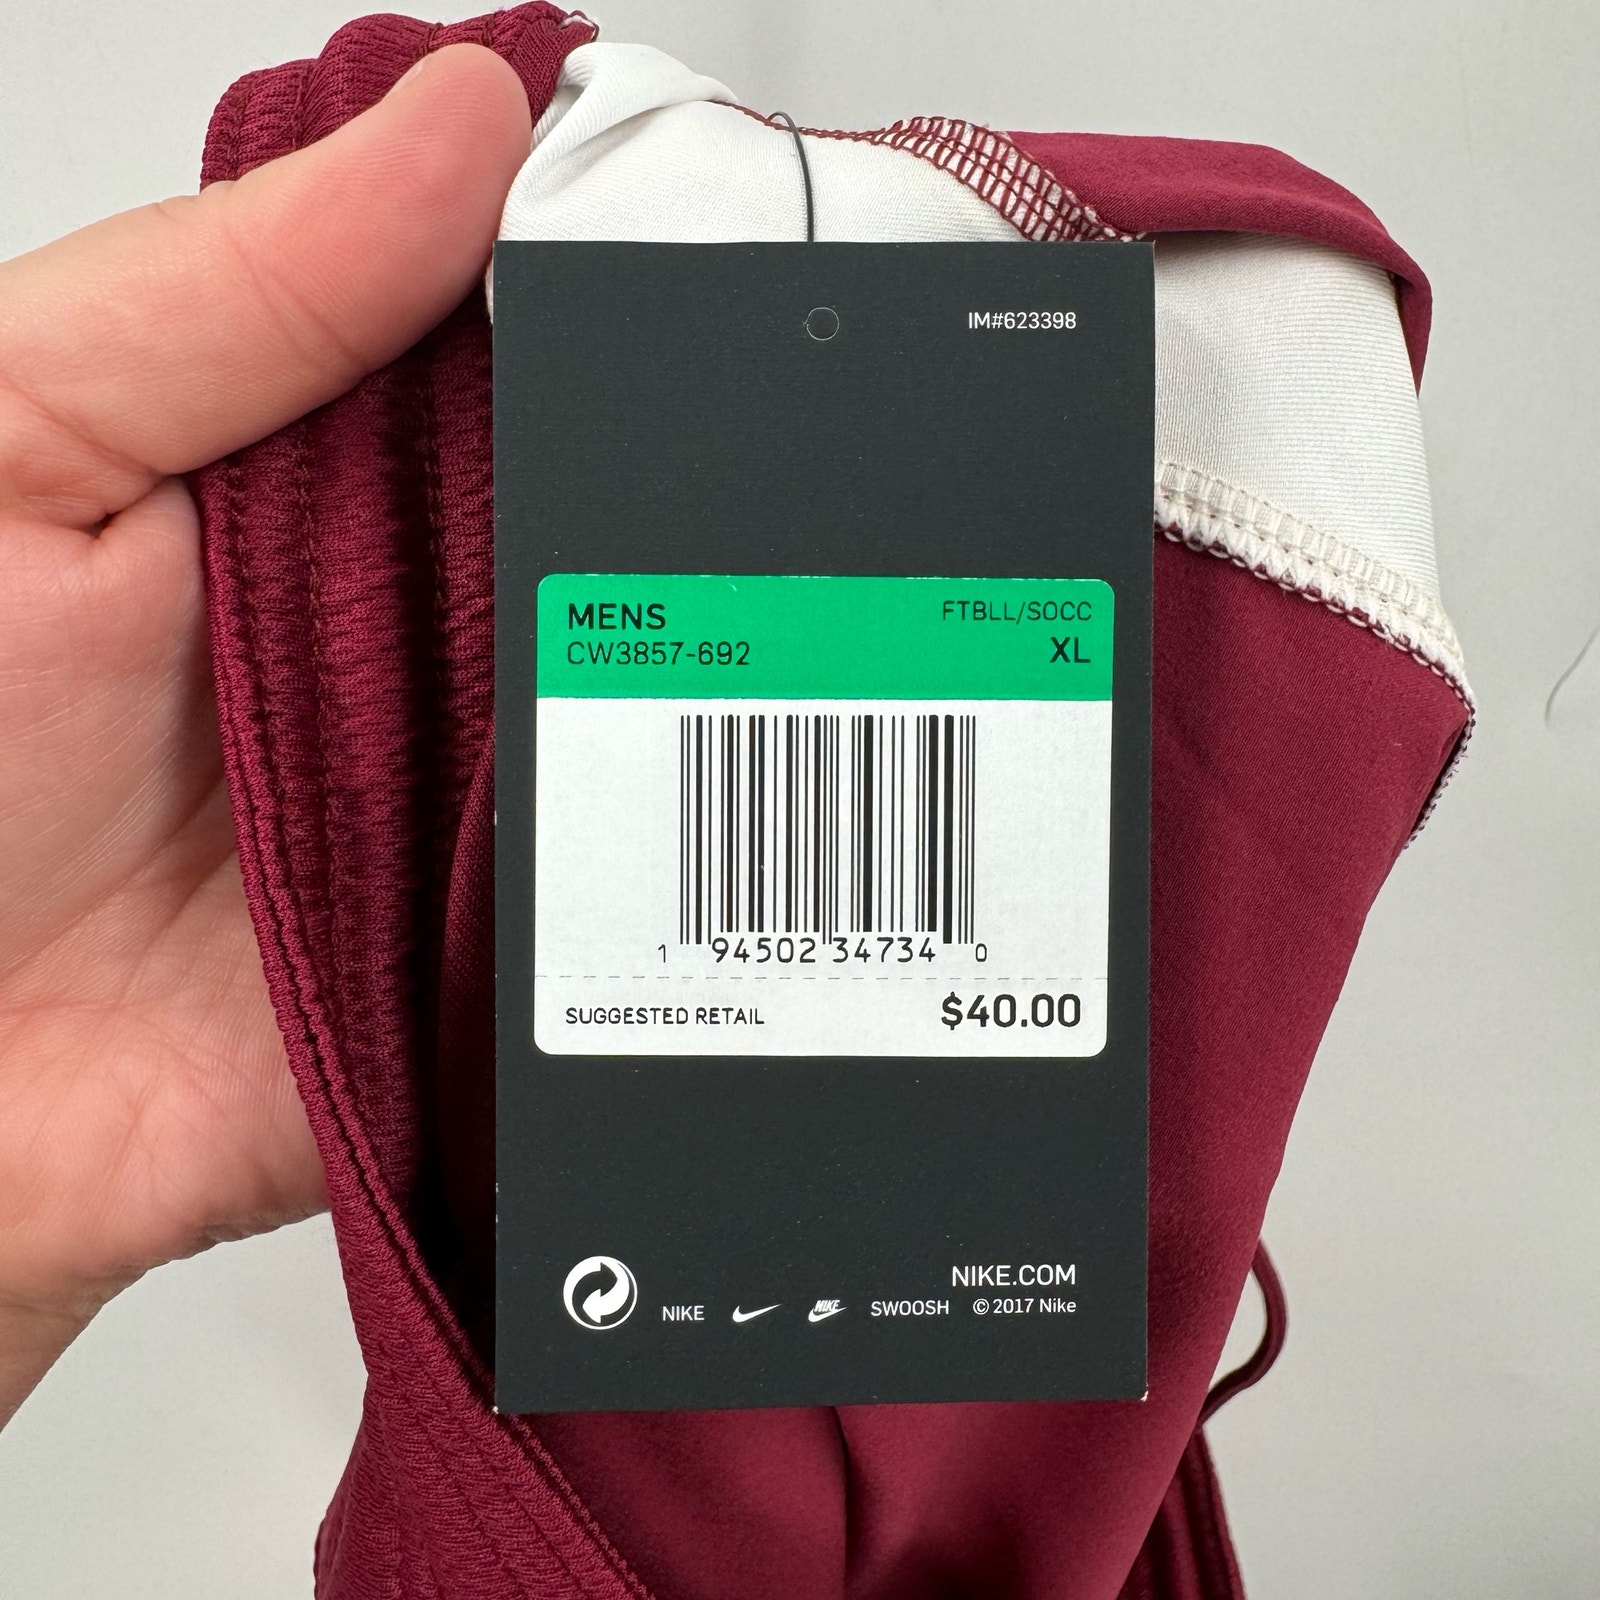 IM#623398
MENS FTBLL/SOCC
CW3857-692 XL
1 94502 34734 0
SUGGESTED RETAIL $40.00
NIKE.COM
NIKE NIKE SWOOSH © 2017 Nike